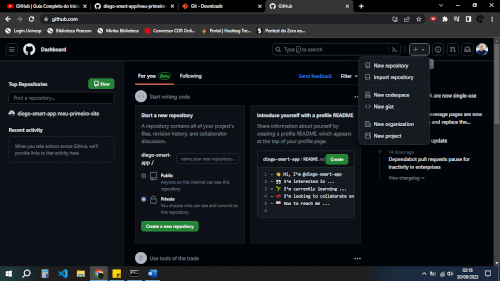 GitHub | Guia Completo do Inici
diego-smart-app/meu-primeiro
Git - Downloads
GitHub
github.com
Login Univesp
Biblioteca Pearson
Minha Biblioteca
Conversor CDR Online
Portal | Hashtag Trei
Pentest do Zero ao
Dashboard
Type / to search
New repository
Import repository
New codespace
New gist
New organization
New project
Top Repositories
New
Find a repository...
diego-smart-app/meu-primeiro-site
Recent activity
When you take actions across GitHub, we'll
provide links to that activity here.
For you
Beta
Following
Send feedback
Filter
Start writing code
Start a new repository
A repository contains all of your project's
files, revision history, and collaborator
discussion.
diego-smart-
app /
name your new repository...
Public
Anyone on the internet can see this
repository
Private
You choose who can see and commit to
this repository
Create a new repository
Introduce yourself with a profile README
Share information about yourself by
creating a profile README, which appears
at the top of your profile page.
diego-smart-app / README.md
Create
1 - 👋 Hi, I'm @diego-smart-app
2 - 👀 I'm interested in ...
3 - 🌱 I'm currently learning ...
4 - 💞️ I'm looking to collaborate on
5 - 📫 How to reach me ...
6
Use tools of the trade
are now single-use
coverage pages are now
and replace the...
update
14 hours ago
Dependabot pull requests pause for
inactivity in enterprises
View changelog →
02:18
30/06/2023